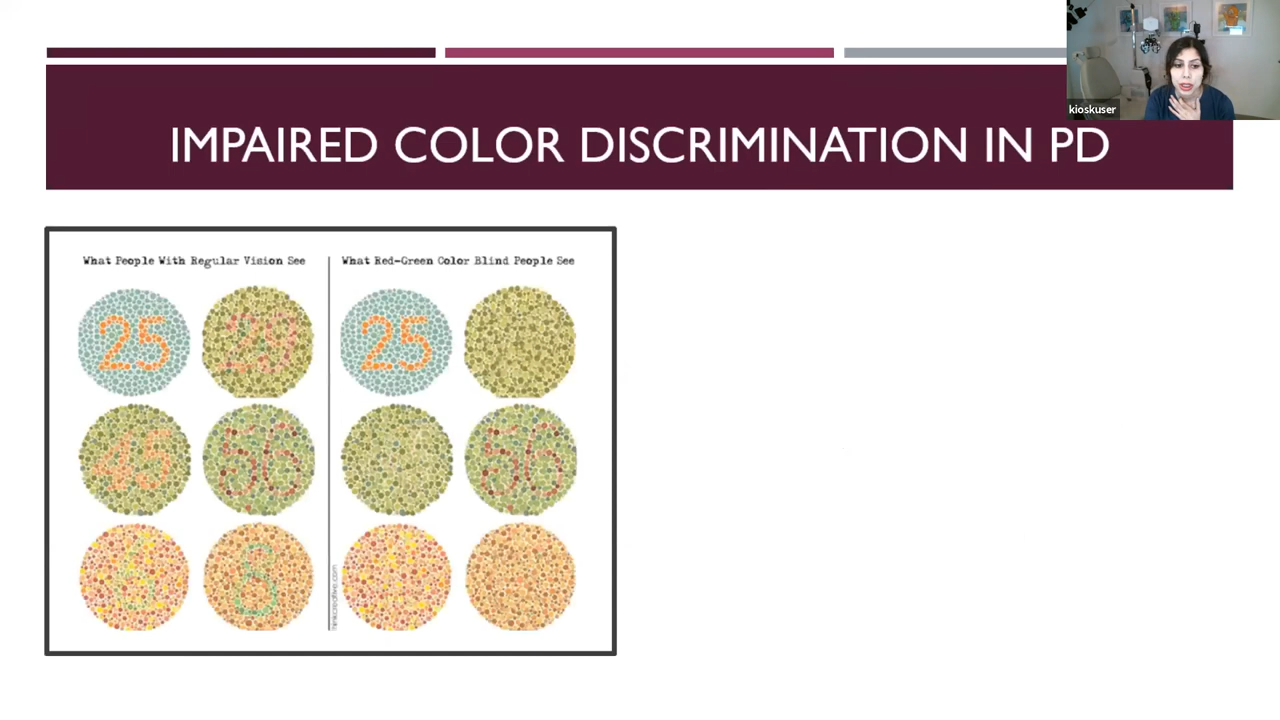 kioskuser
IMPAIRED COLOR DISCRIMINATION IN PD
What People With Regular Vision See
What Red-Green Color Blind People See
25 29 25
45 56 56
6 8